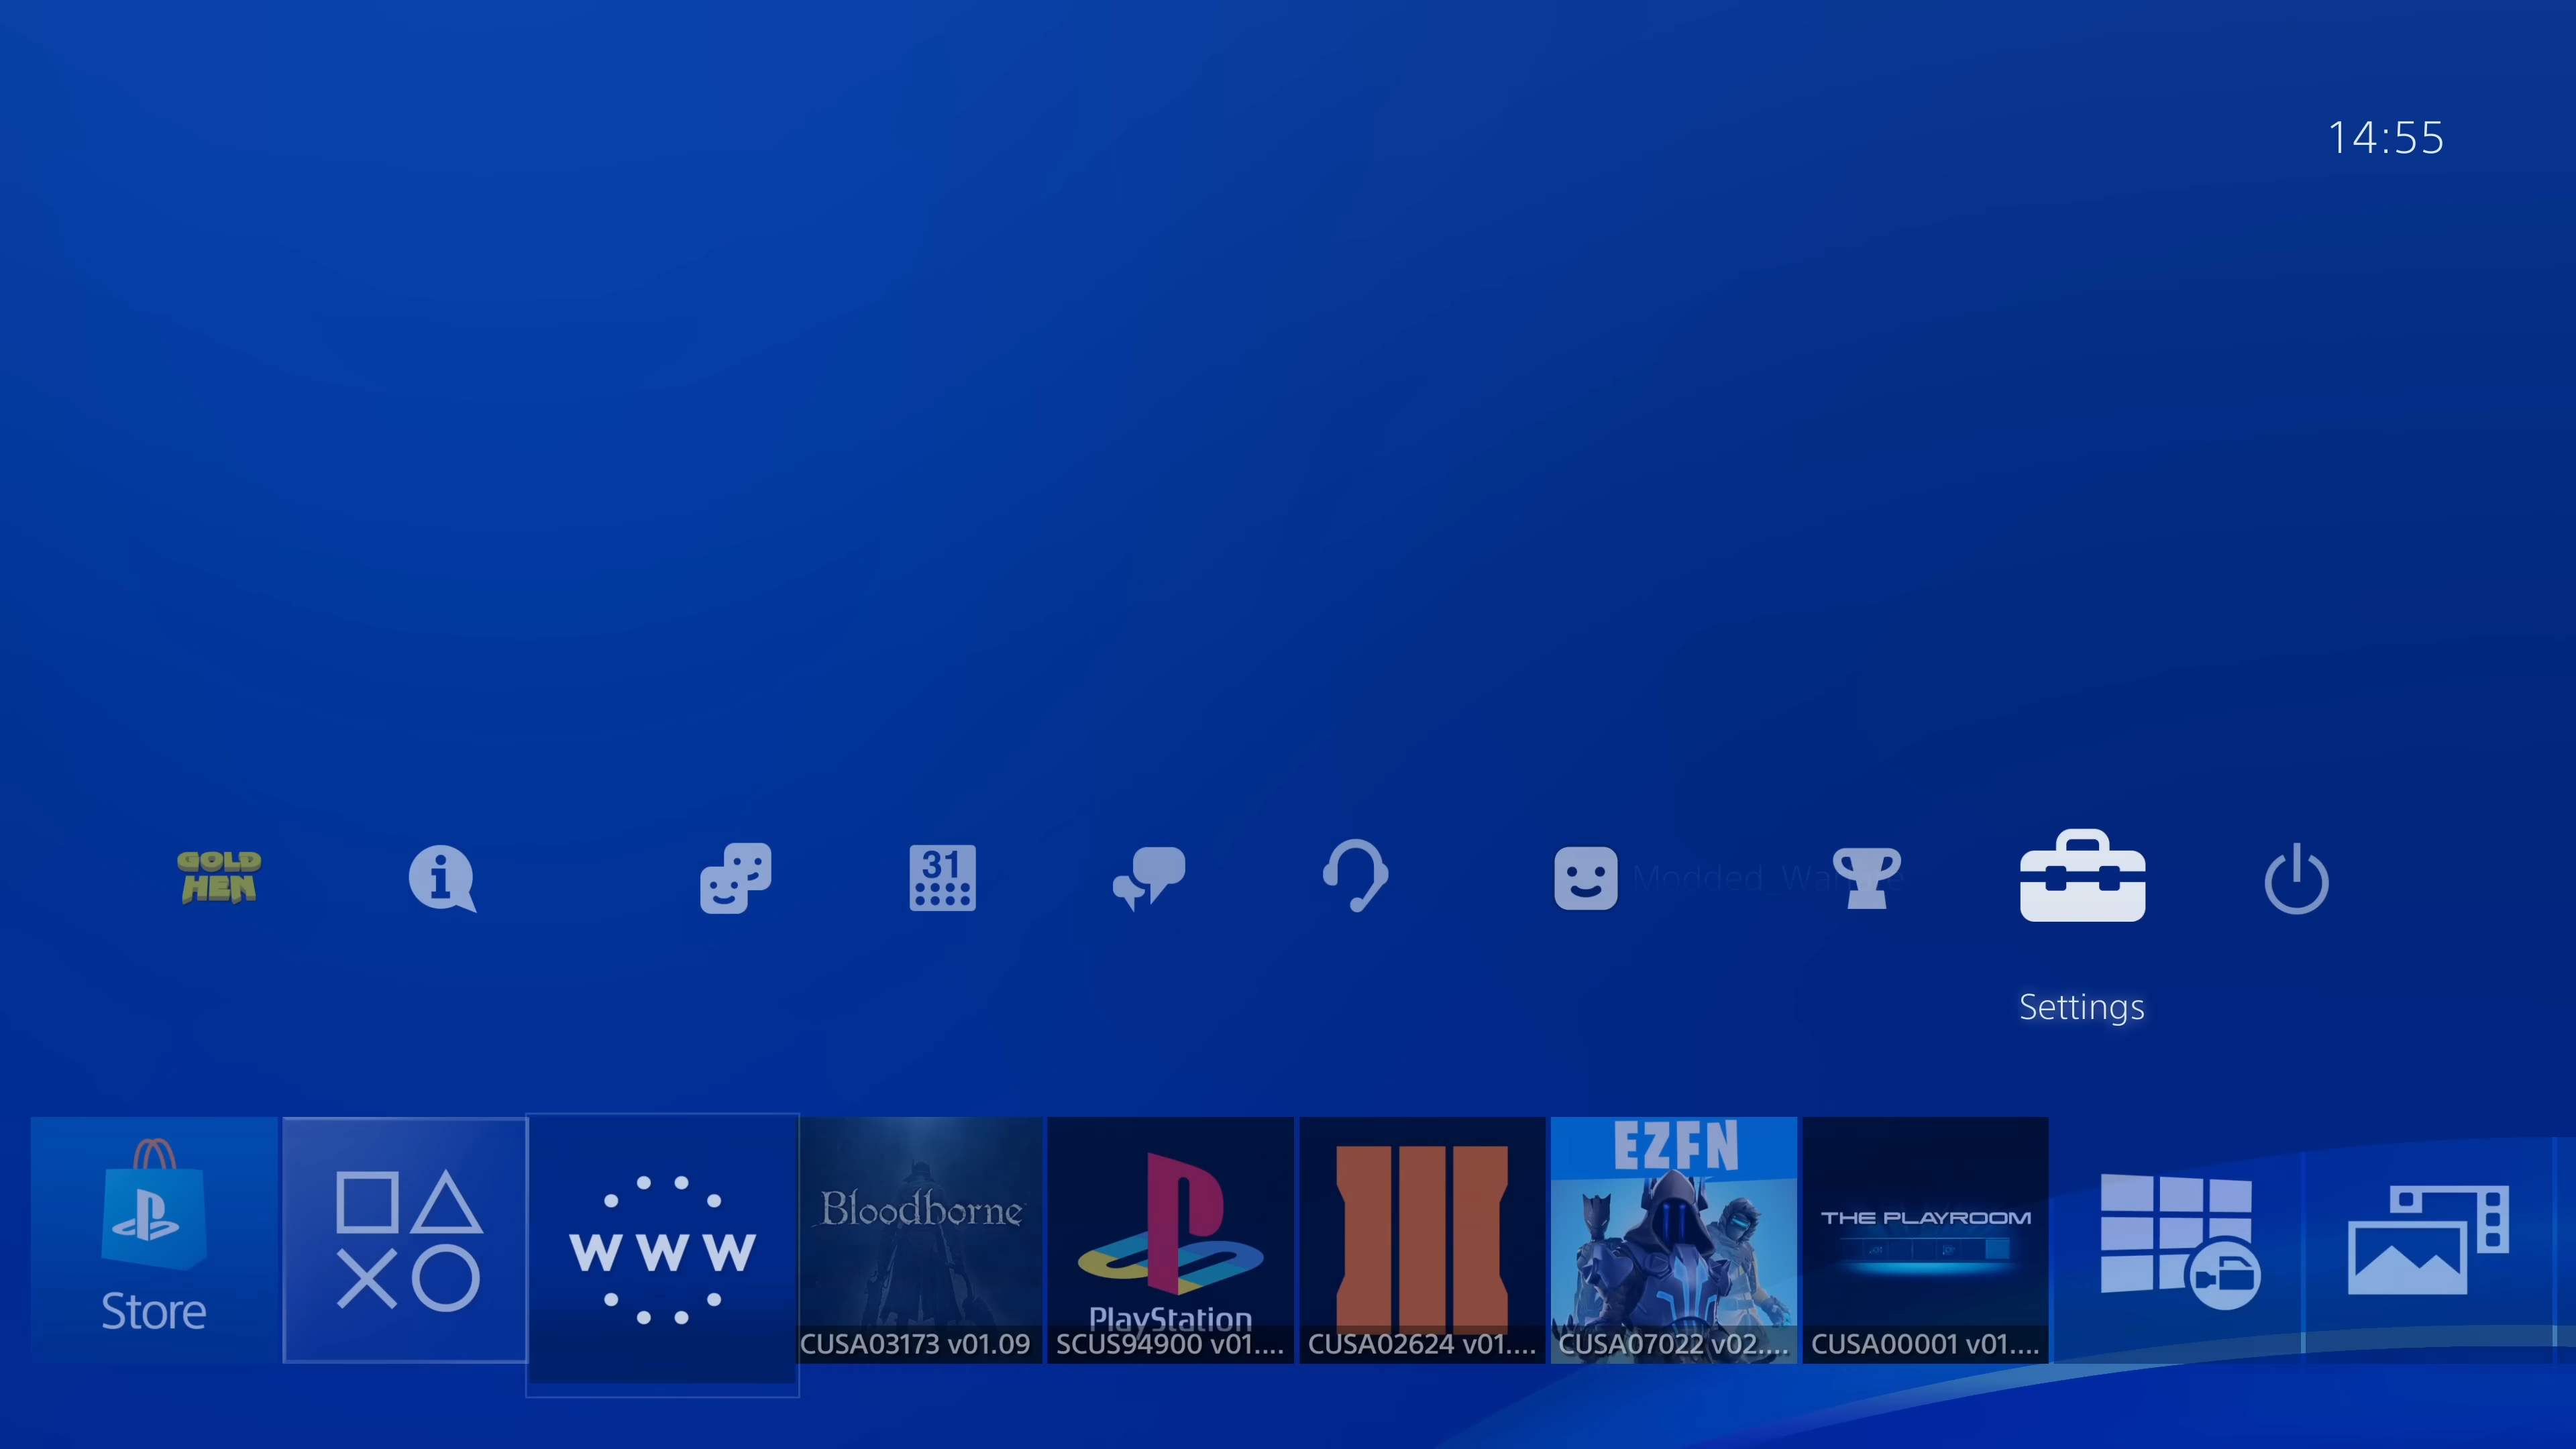 14:55
GOLD
HEN
31
Settings
Store
WWW
Bloodborne
CUSA03173 v01.09
PlayStation
SCUS94900 v01....
CUSA02624 v01....
EZFN
CUSA07022 v02....
THE PLAYROOM
CUSA00001 v01....